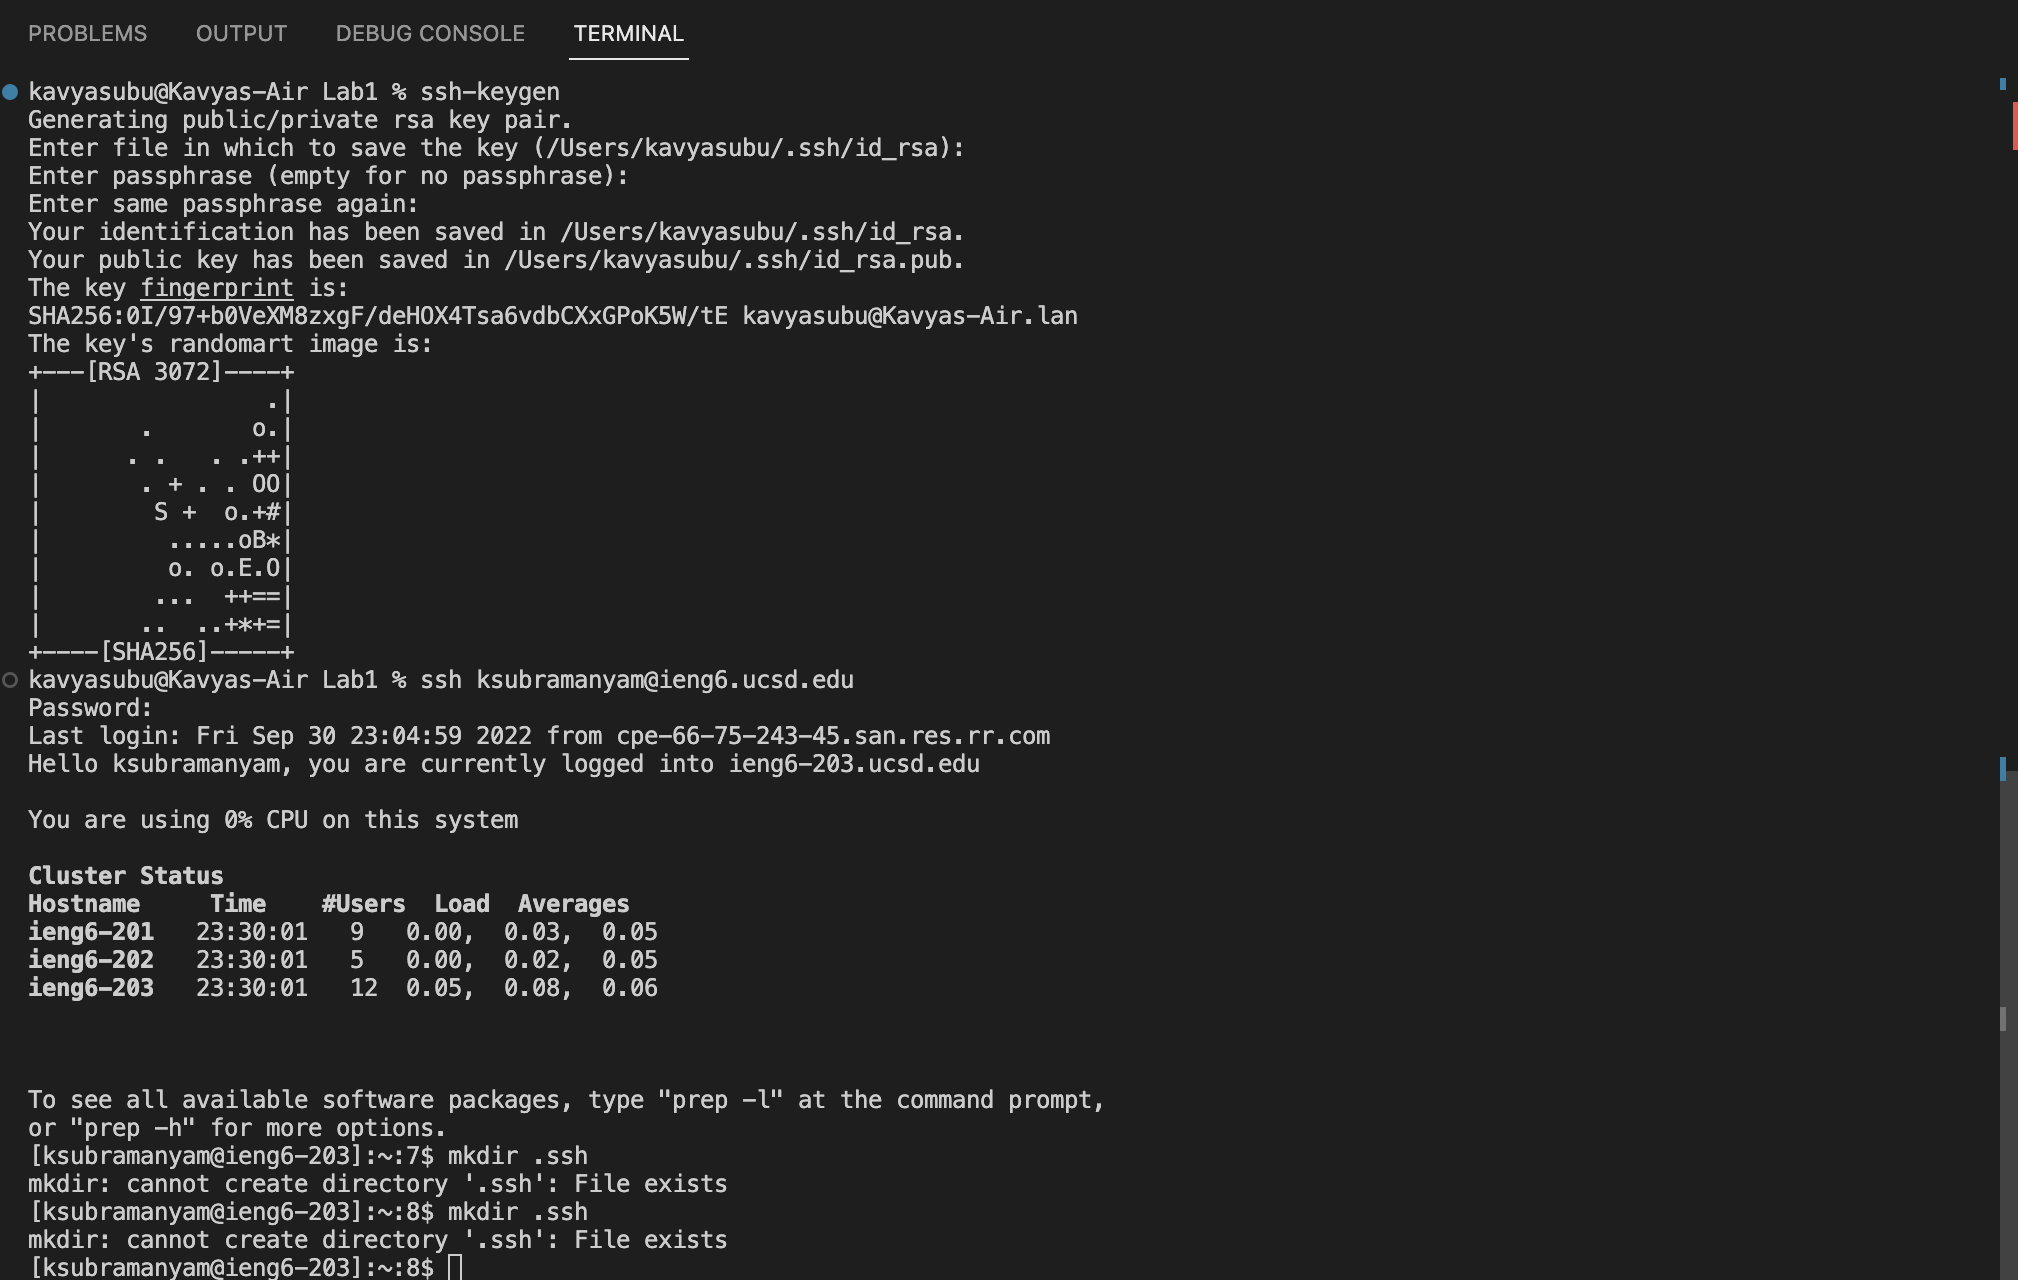 PROBLEMS OUTPUT DEBUG CONSOLE TERMINAL
kavyasubu@Kavyas-Air Lab1 % ssh-keygen
Generating public/private rsa key pair.
Enter file in which to save the key (/Users/kavyasubu/.ssh/id_rsa):
Enter passphrase (empty for no passphrase):
Enter same passphrase again:
Your identification has been saved in /Users/kavyasubu/.ssh/id_rsa.
Your public key has been saved in /Users/kavyasubu/.ssh/id_rsa.pub.
The key fingerprint is:
SHA256:0I/97+b0VeXM8zxgF/deHOX4Tsa6vdbCXxGPoK5W/tE kavyasubu@Kavyas-Air.lan
The key's randomart image is:
+---[RSA 3072]----+
|                .|
|       .       o.|
|      . .   . .++|
|       . + . . OO|
|        S +  o.+#|
|         .....oB*|
|         o. o.E.O|
|        ...  ++==|
|       ..  ..+*+=|
+----[SHA256]-----+
kavyasubu@Kavyas-Air Lab1 % ssh ksubramanyam@ieng6.ucsd.edu
Password:
Last login: Fri Sep 30 23:04:59 2022 from cpe-66-75-243-45.san.res.rr.com
Hello ksubramanyam, you are currently logged into ieng6-203.ucsd.edu
You are using 0% CPU on this system
Cluster Status
Hostname     Time    #Users  Load  Averages
ieng6-201   23:30:01   9   0.00,  0.03,  0.05
ieng6-202   23:30:01   5   0.00,  0.02,  0.05
ieng6-203   23:30:01   12  0.05,  0.08,  0.06
To see all available software packages, type "prep -l" at the command prompt,
or "prep -h" for more options.
[ksubramanyam@ieng6-203]:~:7$ mkdir .ssh
mkdir: cannot create directory '.ssh': File exists
[ksubramanyam@ieng6-203]:~:8$ mkdir .ssh
mkdir: cannot create directory '.ssh': File exists
[ksubramanyam@ieng6-203]:~:8$